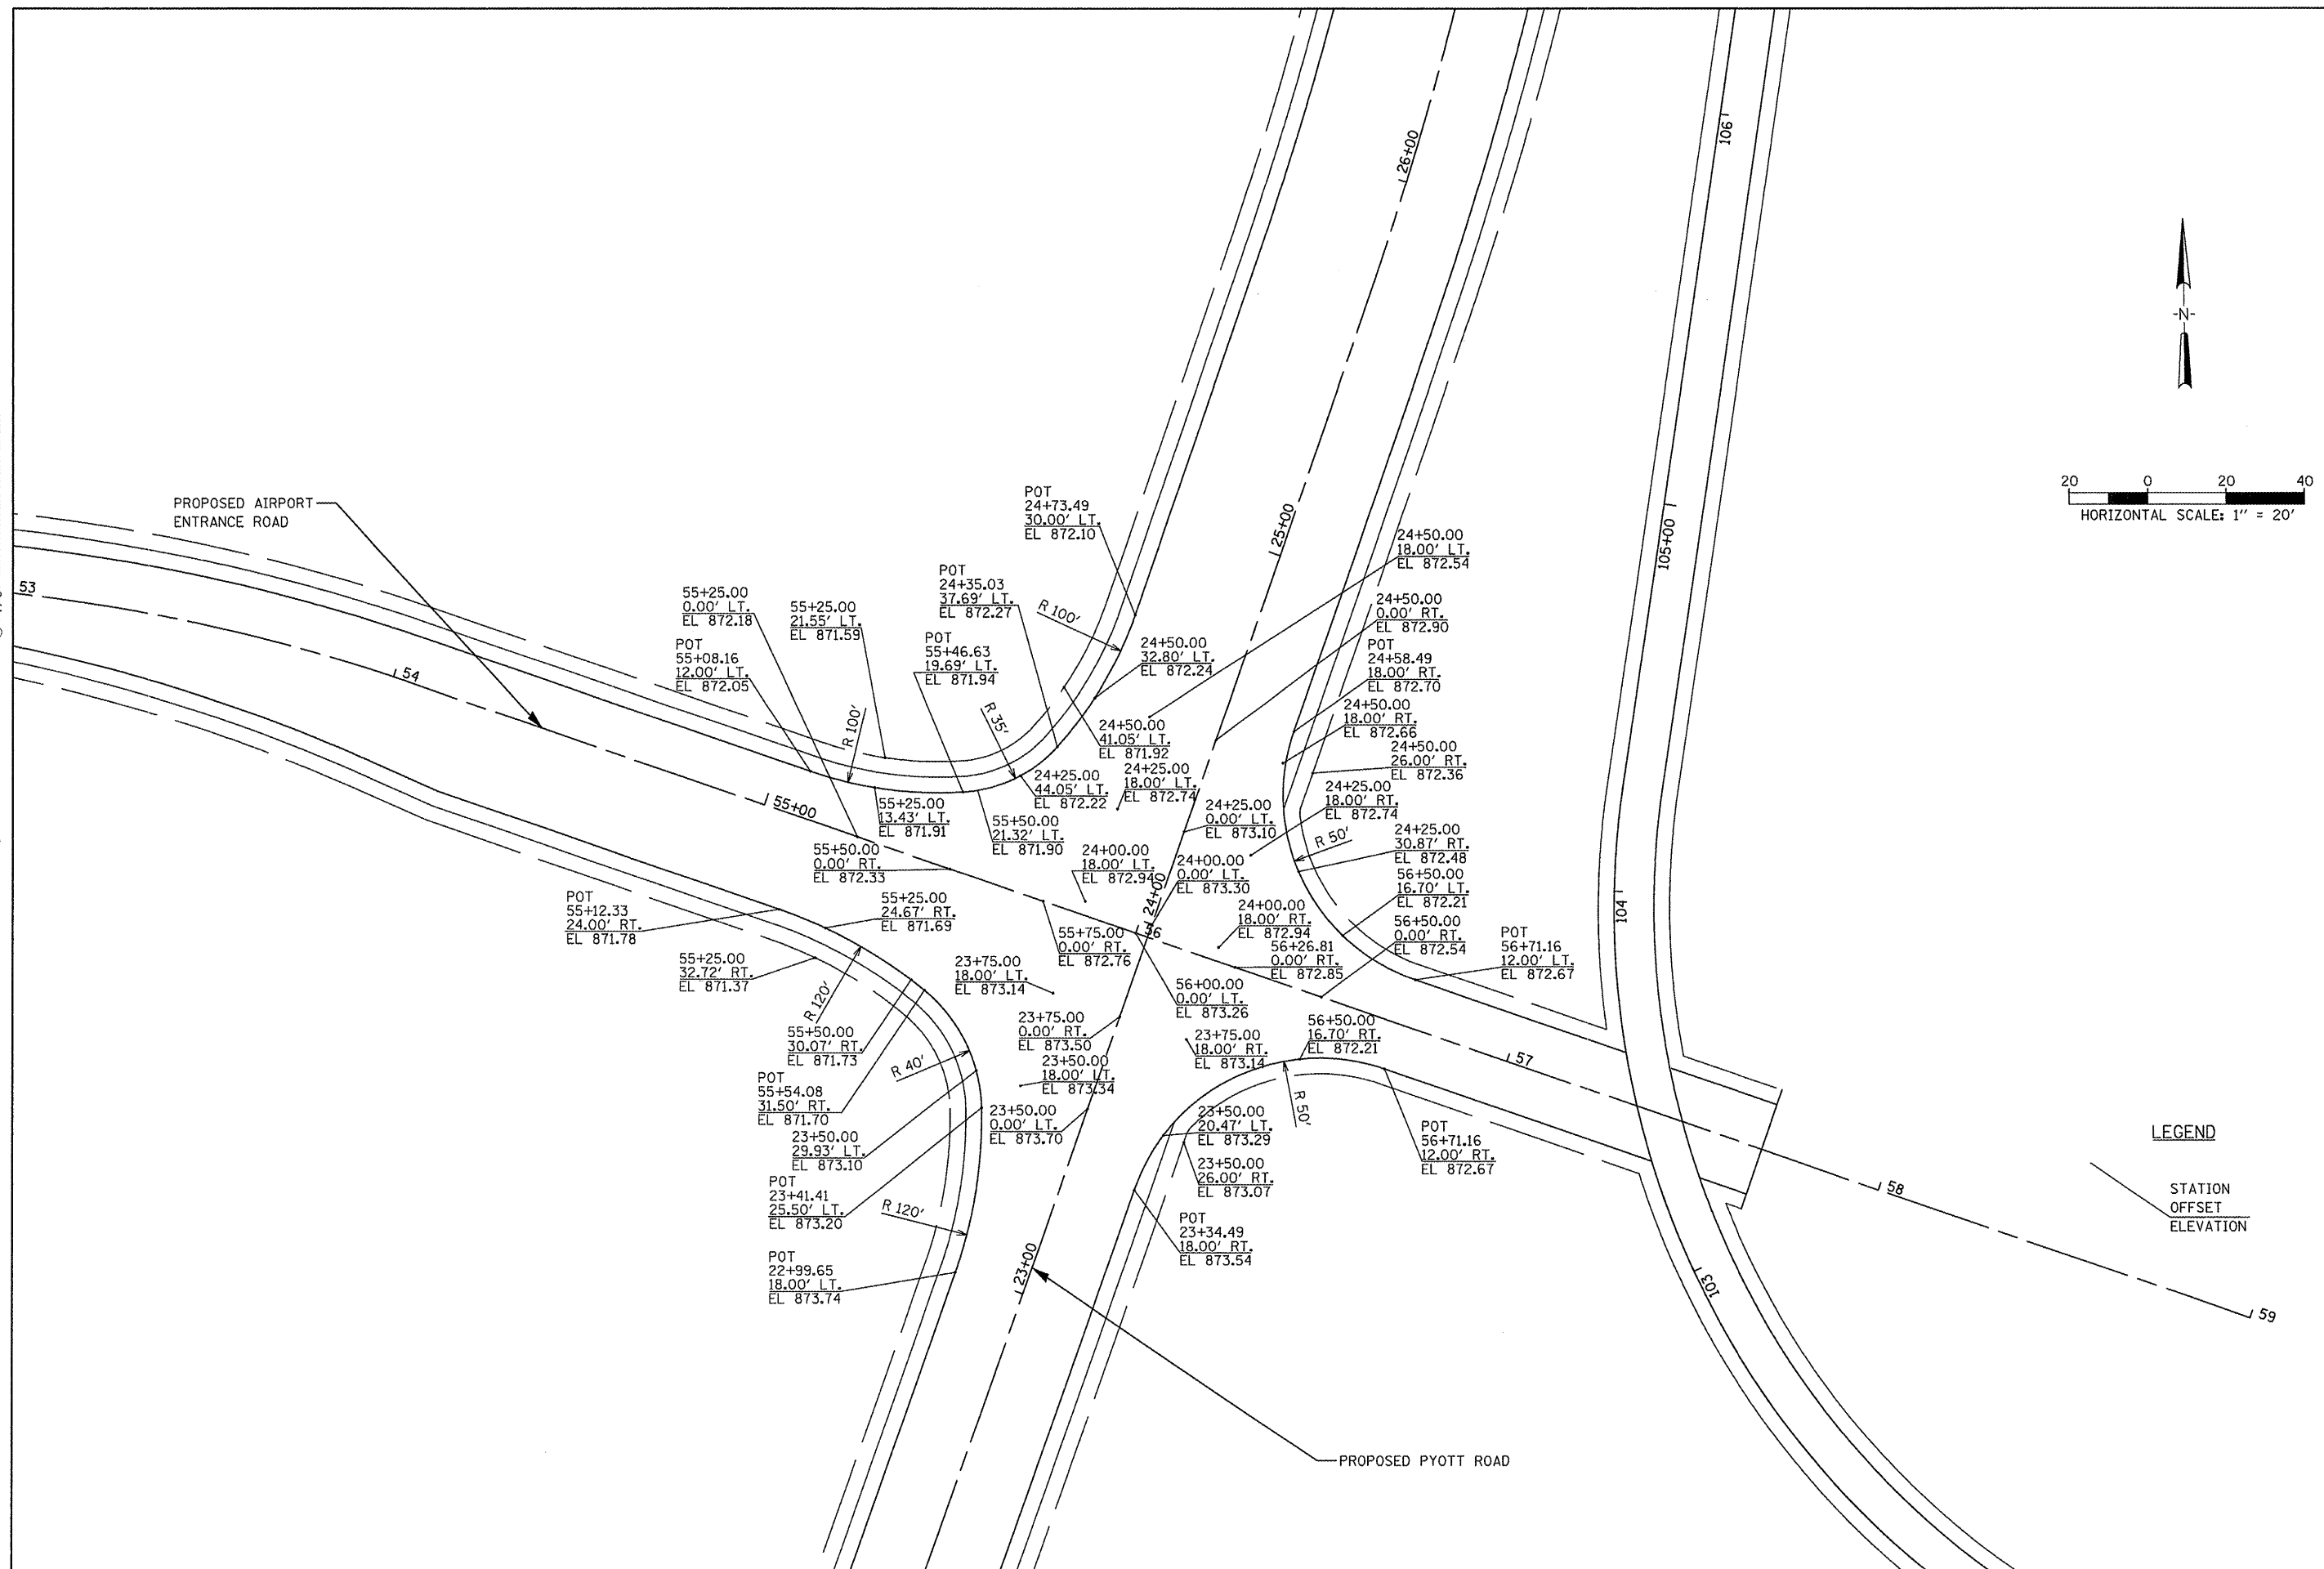 26+00
106
-N-
20 0 20 40
HORIZONTAL SCALE: 1" = 20'
PROPOSED AIRPORT
ENTRANCE ROAD
53
54
55+00
25+00
105+00
POT
24+73.49
30.00' LT.
EL 872.10
24+50.00
18.00' LT.
EL 872.54
POT
24+35.03
37.69' LT.
EL 872.27
R 100'
55+25.00
0.00' LT.
EL 872.18
55+25.00
21.55' LT.
EL 871.59
24+50.00
0.00' RT.
EL 872.90
POT
55+08.16
12.00' LT.
EL 872.05
POT
55+46.63
19.69' LT.
EL 871.94
24+50.00
32.80' LT.
EL 872.24
POT
24+58.49
18.00' RT.
EL 872.70
R 100'
R 35'
24+50.00
41.05' LT.
EL 871.92
24+50.00
18.00' RT.
EL 872.66
24+50.00
26.00' RT.
EL 872.36
24+25.00
44.05' LT.
EL 872.22
24+25.00
18.00' LT.
EL 872.74
24+25.00
18.00' RT.
EL 872.74
55+25.00
13.43' LT.
EL 871.91
55+50.00
21.32' LT.
EL 871.90
24+25.00
0.00' LT.
EL 873.10
R 50'
24+25.00
30.87' RT.
EL 872.48
55+50.00
0.00' RT.
EL 872.33
24+00.00
18.00' LT.
EL 872.94
24+00.00
0.00' LT.
EL 873.30
56+50.00
16.70' LT.
EL 872.21
24+00
56
POT
55+12.33
24.00' RT.
EL 871.78
55+25.00
24.67' RT.
EL 871.69
24+00.00
18.00' RT.
EL 872.94
56+50.00
0.00' RT.
EL 872.54
104
55+75.00
0.00' RT.
EL 872.76
56+26.81
0.00' RT.
EL 872.85
POT
56+71.16
12.00' LT.
EL 872.67
55+25.00
32.72' RT.
EL 871.37
23+75.00
18.00' LT.
EL 873.14
56+00.00
0.00' LT.
EL 873.26
R 120'
23+75.00
0.00' RT.
EL 873.50
23+75.00
18.00' RT.
EL 873.14
56+50.00
16.70' RT.
EL 872.21
57
55+50.00
30.07' RT.
EL 871.73
R 40'
23+50.00
18.00' LT.
EL 873.34
POT
55+54.08
31.50' RT.
EL 871.70
23+50.00
0.00' LT.
EL 873.70
23+50.00
20.47' LT.
EL 873.29
R 50'
23+50.00
29.93' LT.
EL 873.10
23+50.00
26.00' RT.
EL 873.07
POT
56+71.16
12.00' RT.
EL 872.67
LEGEND
STATION
OFFSET
ELEVATION
58
POT
23+41.41
25.50' LT.
EL 873.20
R 120'
POT
23+34.49
18.00' RT.
EL 873.54
POT
22+99.65
18.00' LT.
EL 873.74
23+00
103
59
PROPOSED PYOTT ROAD